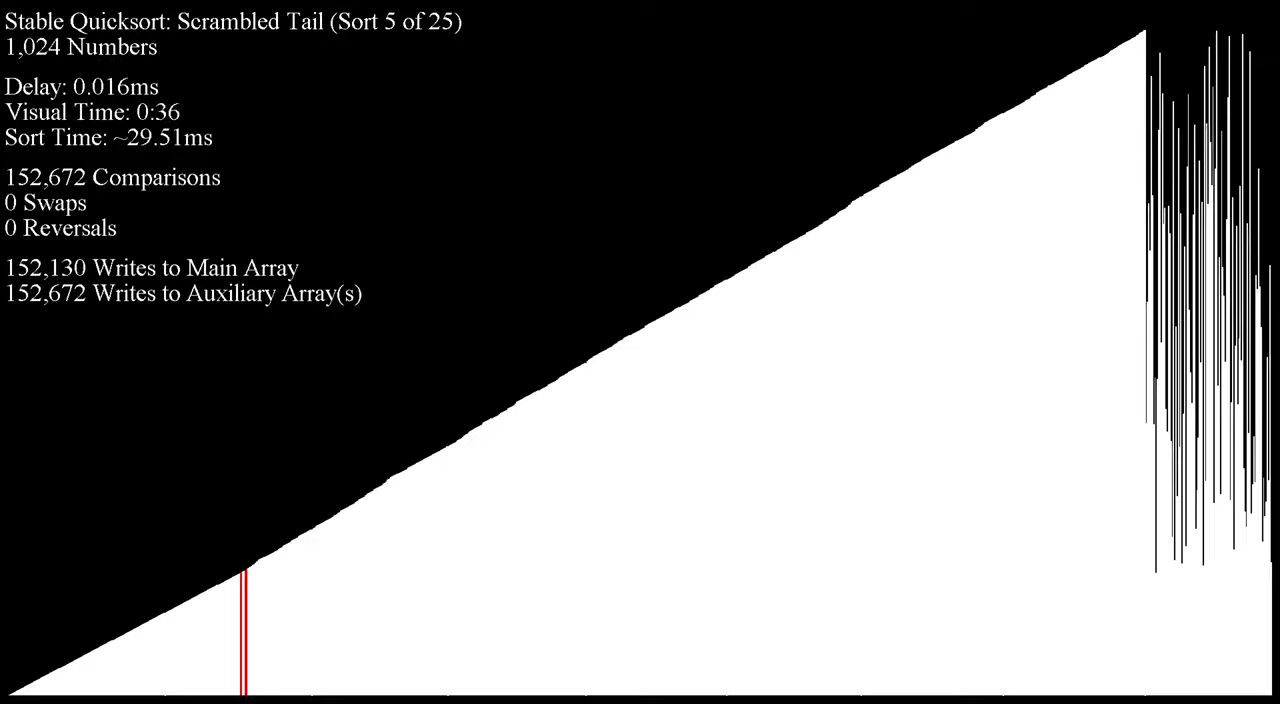 Stable Quicksort: Scrambled Tail (Sort 5 of 25)
1,024 Numbers
Delay: 0.016ms
Visual Time: 0:36
Sort Time: ~29.51ms
152,672 Comparisons
0 Swaps
0 Reversals
152,130 Writes to Main Array
152,672 Writes to Auxiliary Array(s)